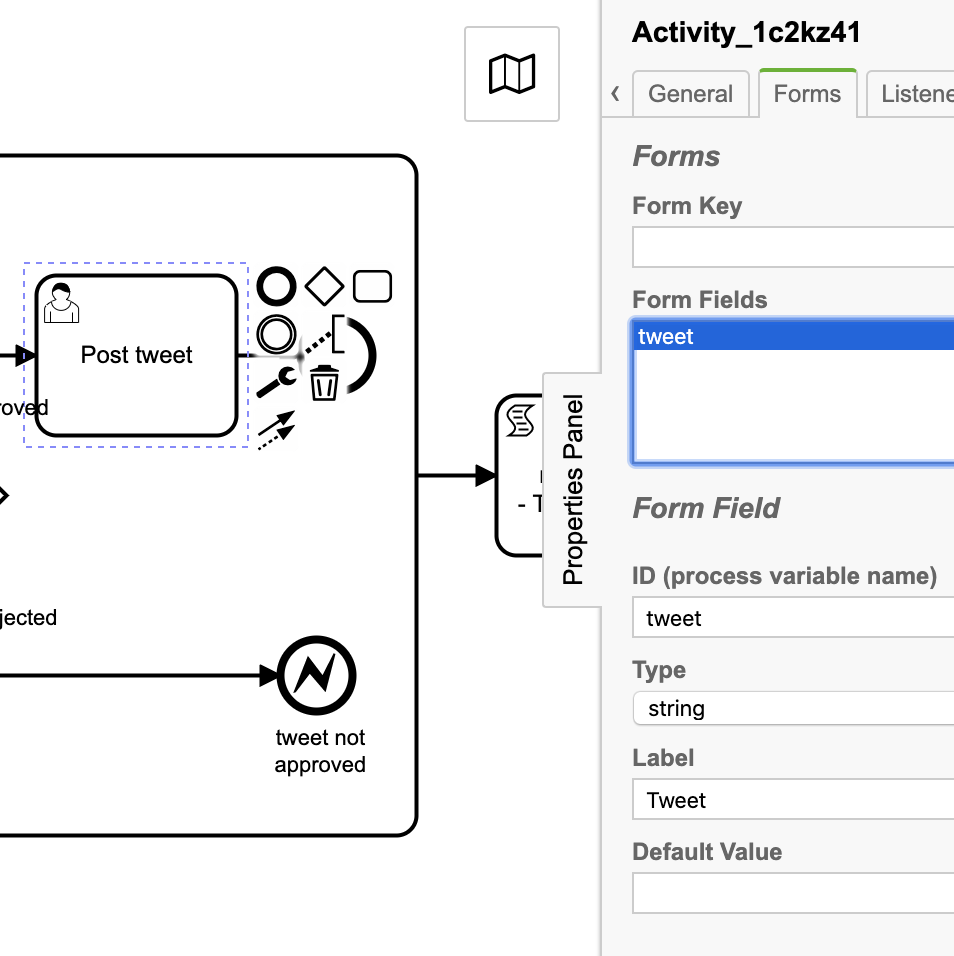 Activity_1c2kz41
‹
General
Forms
Listene
Forms
Form Key
Form Fields
tweet
Form Field
ID (process variable name)
tweet
Type
string
Label
Tweet
Default Value
Post tweet
roved
- T
Properties Panel
jected
tweet not
approved